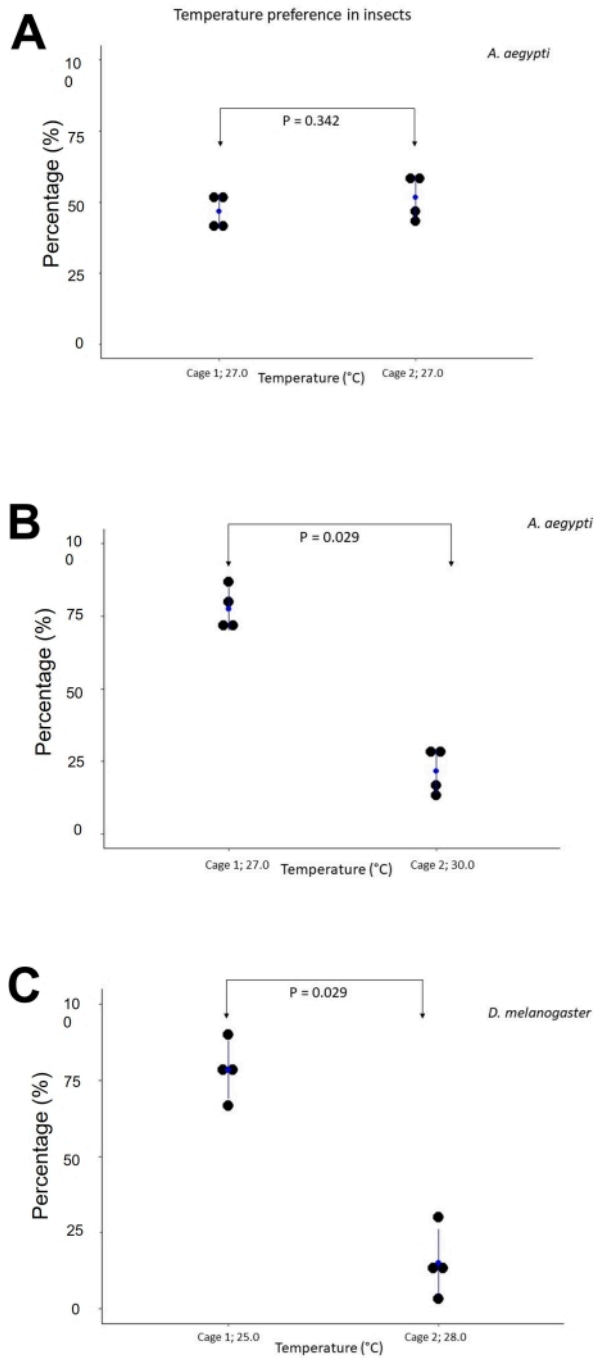 Temperature preference in insects
A
A. aegypti
Percentage (%)
10
0
75
50
25
0
P = 0.342
Cage 1; 27.0
Temperature (°C)
Cage 2; 27.0
B
A. aegypti
Percentage (%)
10
0
75
50
25
0
P = 0.029
Cage 1; 27.0
Temperature (°C)
Cage 2; 30.0
C
D. melanogaster
Percentage (%)
10
0
75
50
25
0
P = 0.029
Cage 1; 25.0
Temperature (°C)
Cage 2; 28.0